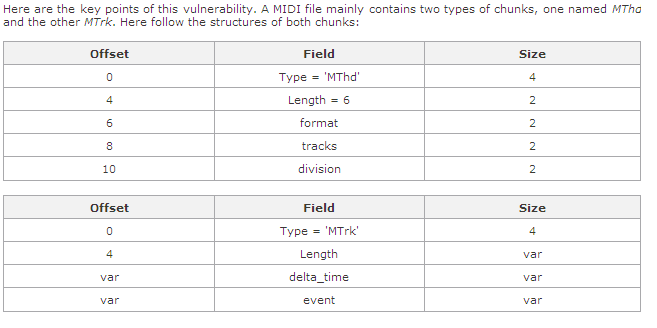 Here are the key points of this vulnerability. A MIDI file mainly contains two types of chunks, one named MThd
and the other MTrk. Here follow the structures of both chunks:
Offset Field Size
0 Type = 'MThd' 4
4 Length = 6 2
6 format 2
8 tracks 2
10 division 2
Offset Field Size
0 Type = 'MTrk' 4
4 Length var
var delta_time var
var event var